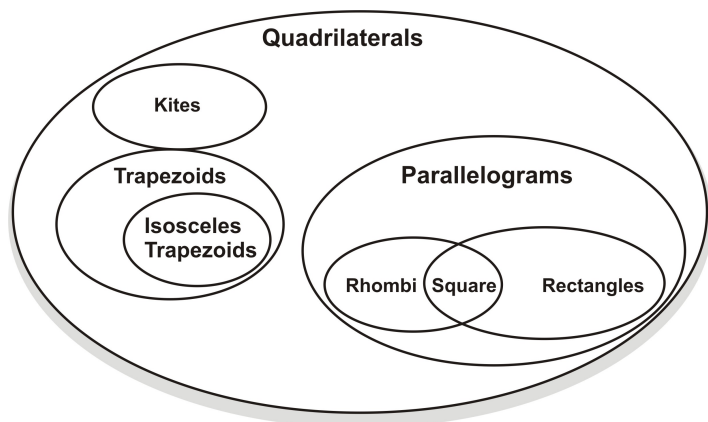 Quadrilaterals
Kites
Trapezoids
Isosceles
Trapezoids
Parallelograms
Rhombi
Square
Rectangles